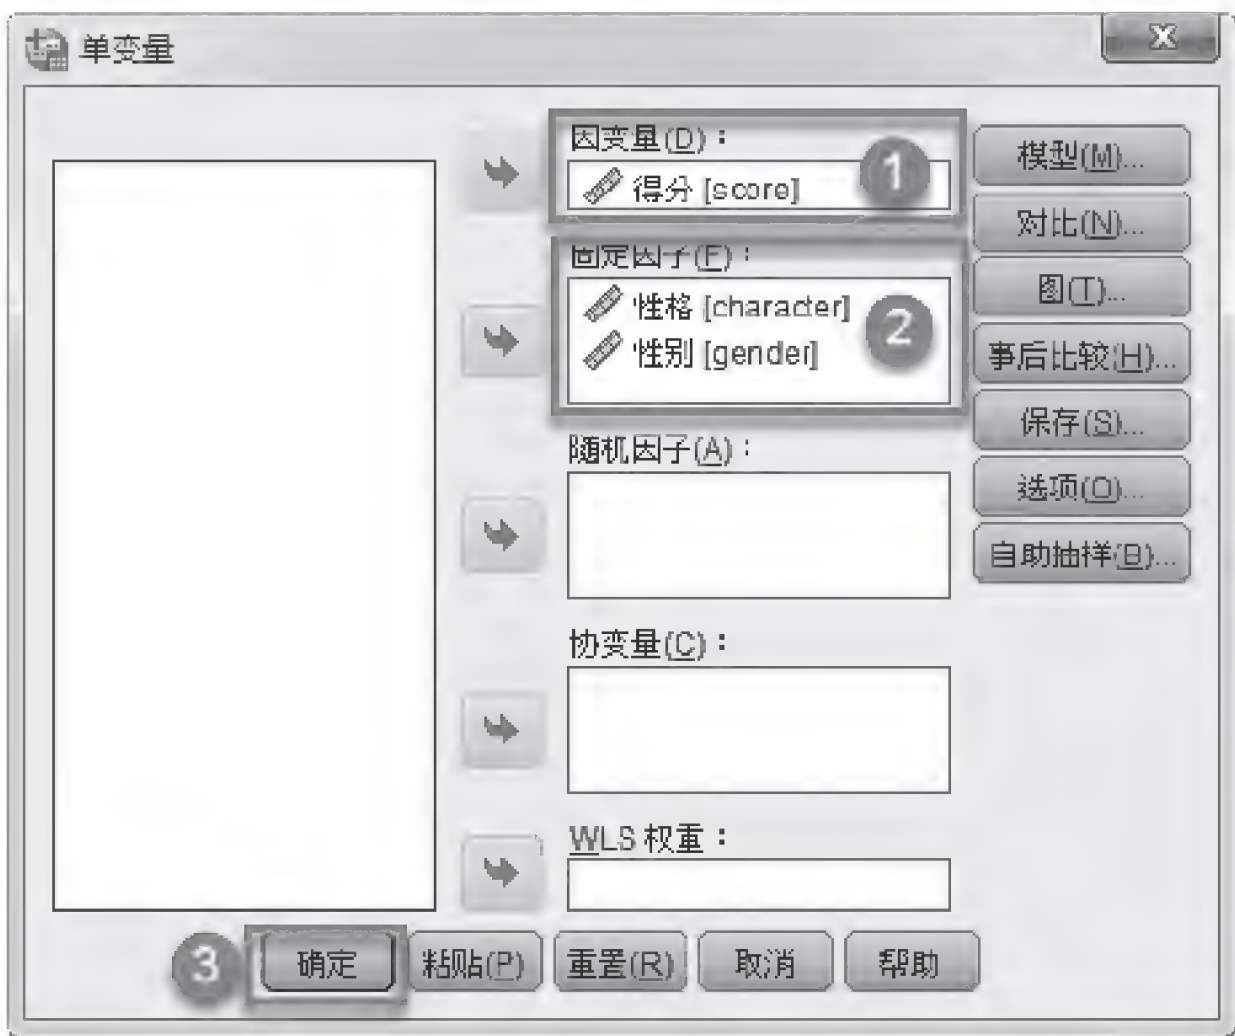 单变量
因变量(D)：
得分 [score]
1
固定因子(F)：
性格 [character]
性别 [gender]
2
随机因子(A)：
协变量(C)：
WLS 权重：
模型(M)...
对比(N)...
图(T)...
事后比较(H)...
保存(S)...
选项(O)...
自助抽样(B)...
3
确定
粘贴(P)
重置(R)
取消
帮助